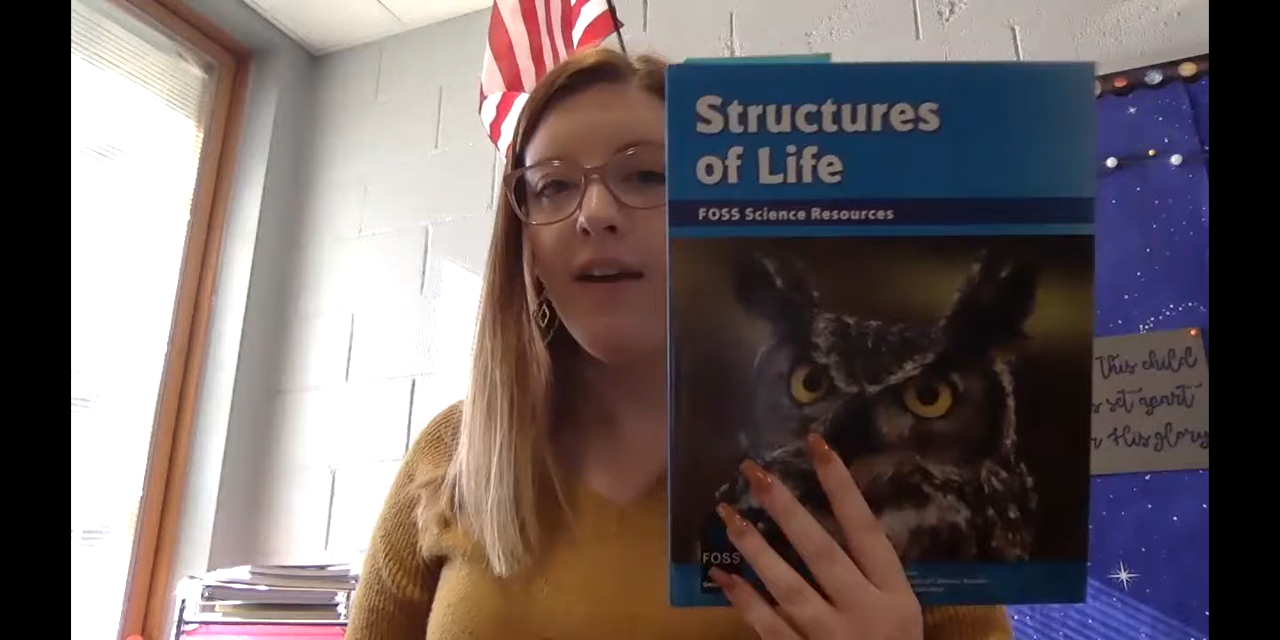 Structures
of Life
FOSS Science Resources
This child
set apart
His glory
FOSS